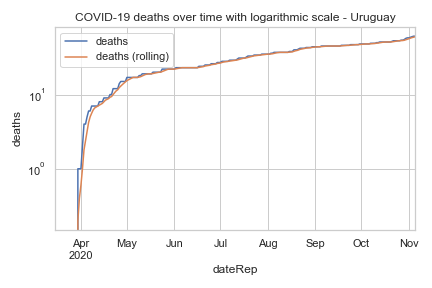 COVID-19 deaths over time with logarithmic scale - Uruguay
deaths
deaths (rolling)
10¹
10⁰
deaths
Apr May Jun Jul Aug Sep Oct Nov
2020
dateRep